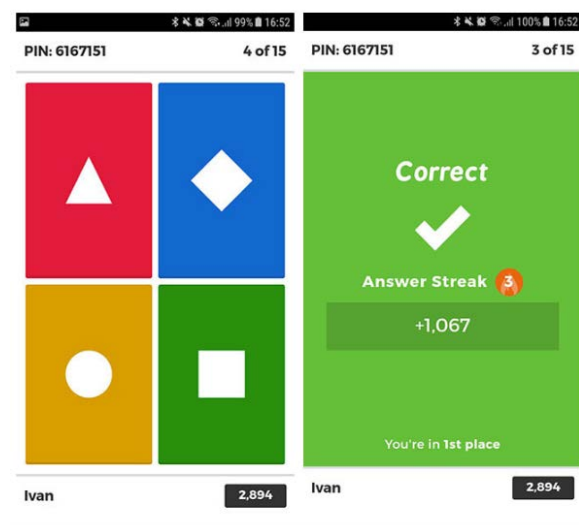 99% 16:52
PIN: 6167151 4 of 15
Ivan 2,894
100% 16:52
PIN: 6167151 3 of 15
Correct
Answer Streak 3
+1,067
You're in 1st place
Ivan 2,894